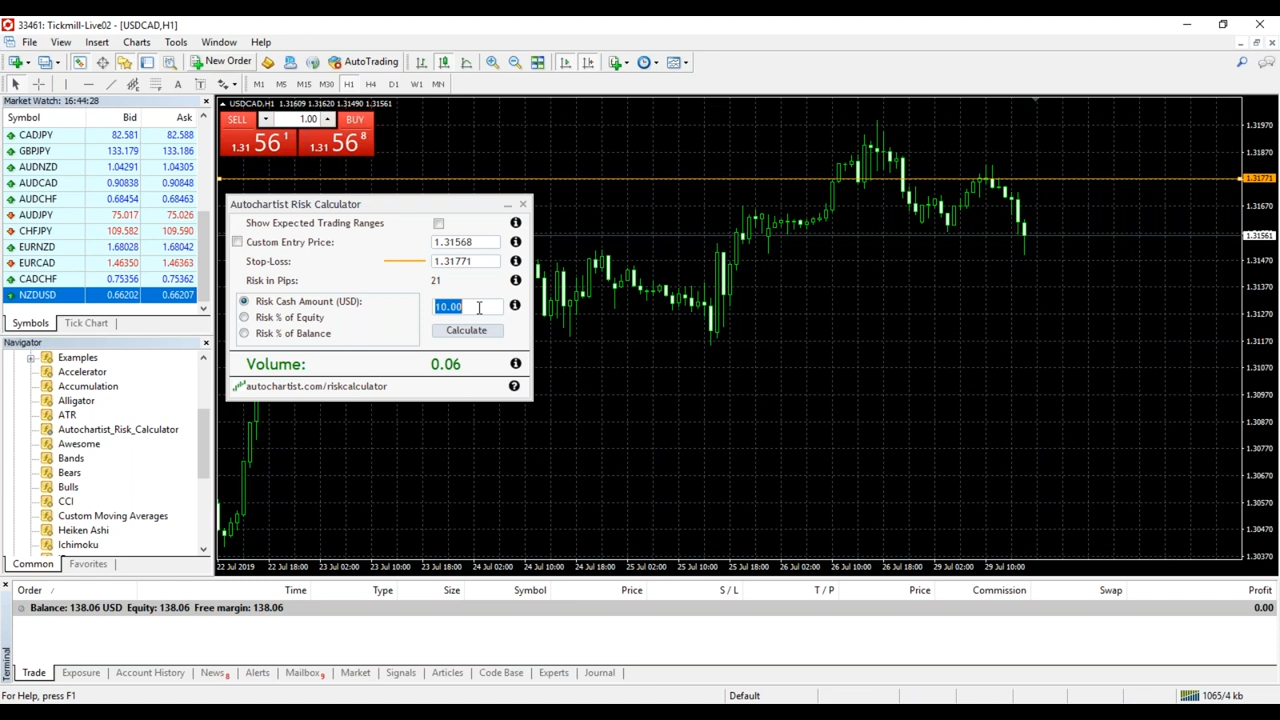 33461: Tickmill-Live02 - [USDCAD,H1]
File View Insert Charts Tools Window Help
New Order AutoTrading
M1 M5 M15 M30 H1 H4 D1 W1 MN
Market Watch: 16:44:28
Symbol Bid Ask
CADJPY 82.581 82.588
GBPJPY 133.179 133.186
AUDNZD 1.04291 1.04305
AUDCAD 0.90838 0.90848
AUDCHF 0.68454 0.68463
AUDJPY 75.017 75.026
CHFJPY 109.582 109.590
EURNZD 1.68028 1.68042
EURCAD 1.46350 1.46363
CADCHF 0.75356 0.75362
NZDUSD 0.66202 0.66207
Symbols Tick Chart
Navigator
Examples
Accelerator
Accumulation
Alligator
ATR
Autochartist_Risk_Calculator
Awesome
Bands
Bears
Bulls
CCI
Custom Moving Averages
Heiken Ashi
Ichimoku
Common Favorites
USDCAD,H1 1.31609 1.31620 1.31490 1.31561
SELL 1.00 BUY
1.31 56 1 1.31 56 8
Autochartist Risk Calculator
Show Expected Trading Ranges
Custom Entry Price: 1.31568
Stop-Loss: 1.31771
Risk in Pips: 21
Risk Cash Amount (USD): 10.00
Risk % of Equity
Risk % of Balance Calculate
Volume: 0.06
autochartist.com/riskcalculator
1.31970
1.31870
1.31771
1.31670
1.31561
1.31470
1.31370
1.31270
1.31170
1.31070
1.30970
1.30870
1.30770
1.30670
1.30570
1.30470
1.30370
22 Jul 2019 22 Jul 18:00 23 Jul 02:00 23 Jul 10:00 23 Jul 18:00 24 Jul 02:00 24 Jul 10:00 24 Jul 18:00 25 Jul 02:00 25 Jul 10:00 25 Jul 18:00 26 Jul 02:00 26 Jul 10:00 26 Jul 18:00 29 Jul 02:00 29 Jul 10:00
Order Time Type Size Symbol Price S / L T / P Price Commission Swap Profit
Balance: 138.06 USD Equity: 138.06 Free margin: 138.06 0.00
Terminal
Trade Exposure Account History News 8 Alerts Mailbox 9 Market Signals Articles Code Base Experts Journal
For Help, press F1 Default 1065/4 kb